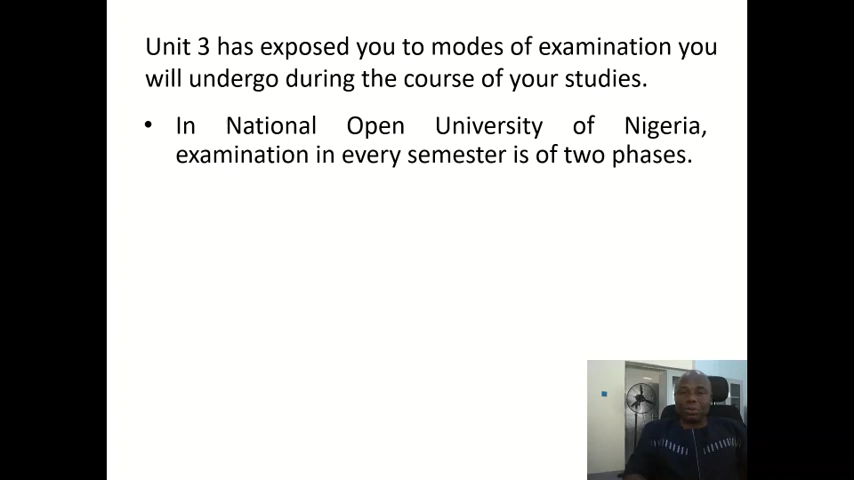 Unit 3 has exposed you to modes of examination you
will undergo during the course of your studies.
• In National Open University of Nigeria,
examination in every semester is of two phases.